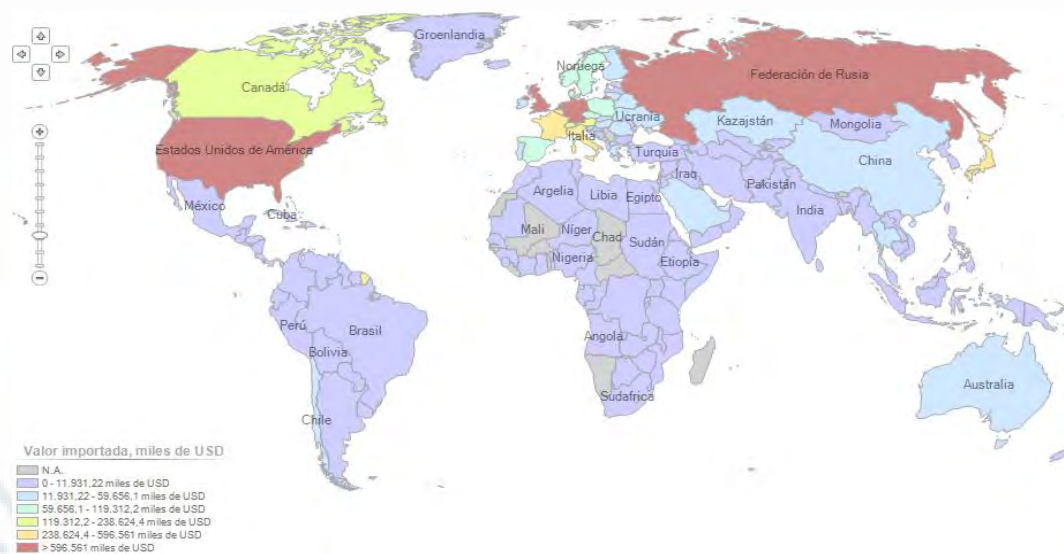 Groenlandia
Noruega
Federación de Rusia
Canadá
Ucrania
Kazajstán
Mongolia
Italia
Estados Unidos de América
Turquia
China
Iraq
Argelia
Libia
Egipto
Pakistán
México
India
Cuba
Mali
Níger
Chad
Sudán
Nigeria
Etiopía
Perú
Brasil
Angola
Bolivia
Sudafrica
Australia
Chile
Valor importada, miles de USD
N.A.
0 - 11.931,22 miles de USD
11.931,22 - 59.656,1 miles de USD
59.656,1 - 119.312,2 miles de USD
119.312,2 - 238.624,4 miles de USD
238.624,4 - 596.561 miles de USD
> 596.561 miles de USD